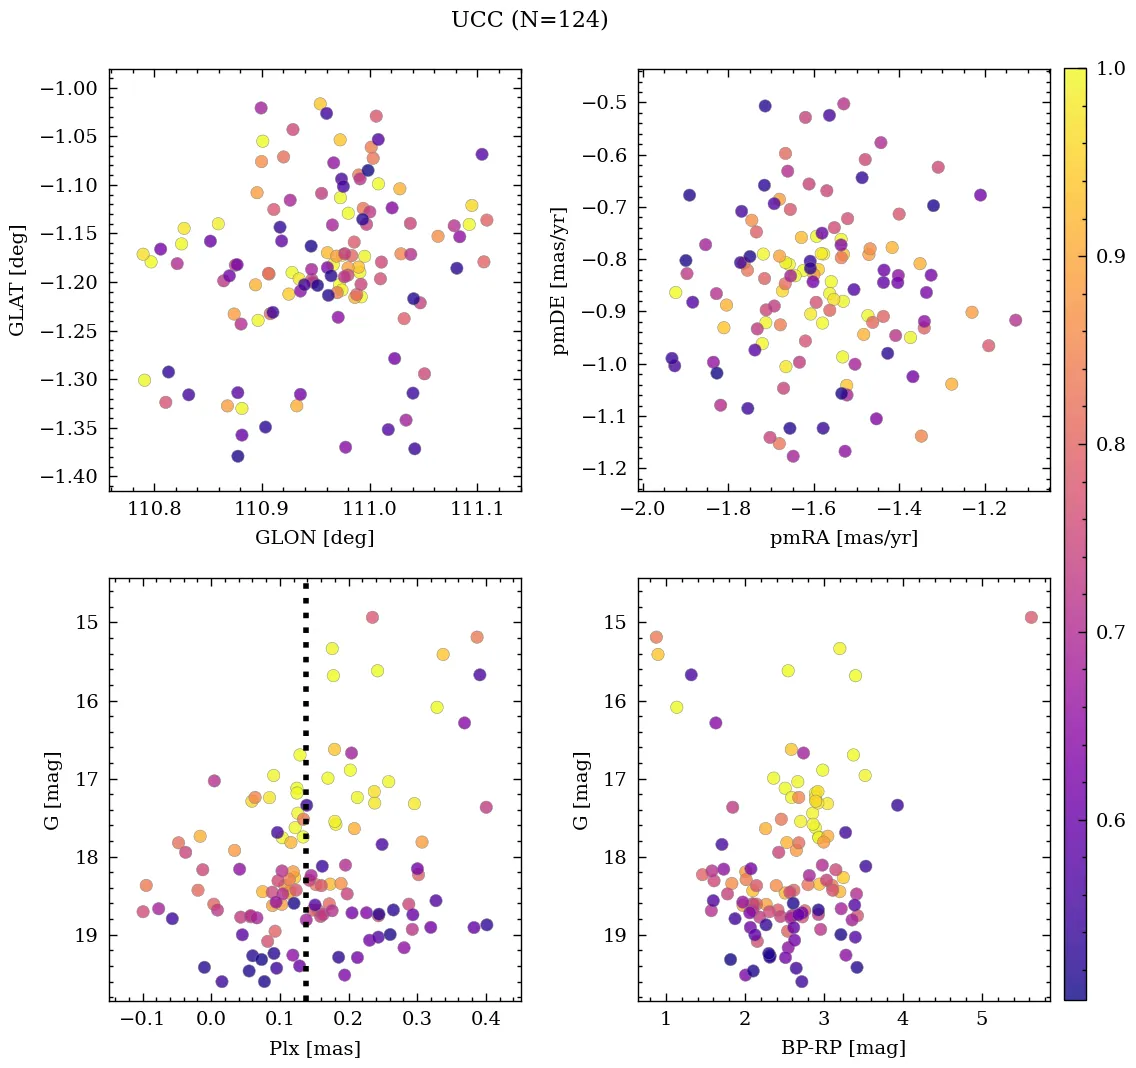 UCC (N=124)
−1.00
−1.05
−1.10
−1.15
−1.20
−1.25
−1.30
−1.35
−1.40
GLAT [deg]
110.8 110.9 111.0 111.1
GLON [deg]
−0.5
−0.6
−0.7
−0.8
−0.9
−1.0
−1.1
−1.2
pmDE [mas/yr]
−2.0 −1.8 −1.6 −1.4 −1.2
pmRA [mas/yr]
1.0
0.9
0.8
0.7
0.6
15
16
17
18
19
G [mag]
−0.1 0.0 0.1 0.2 0.3 0.4
Plx [mas]
15
16
17
18
19
G [mag]
1 2 3 4 5
BP-RP [mag]